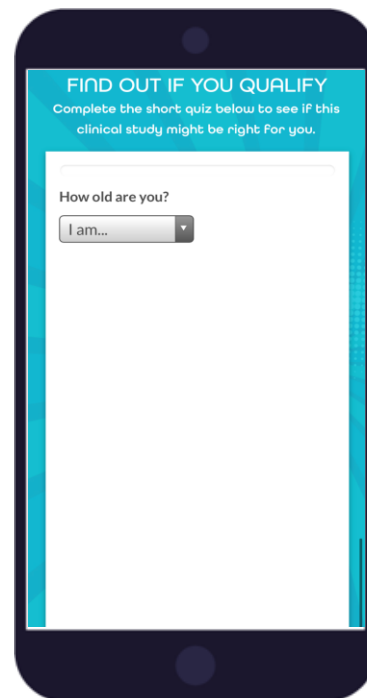 FIND OUT IF YOU QUALIFY
Complete the short quiz below to see if this
clinical study might be right for you.
How old are you?
I am...